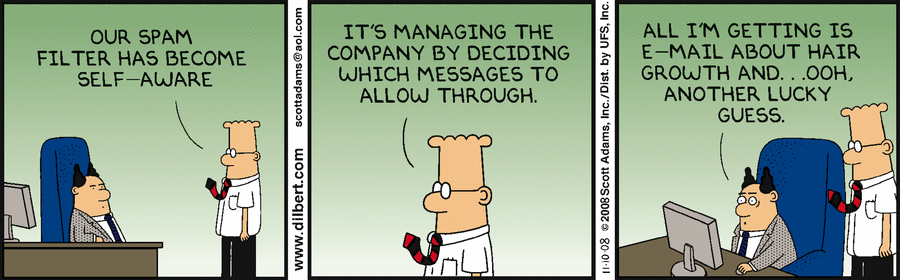 OUR SPAM
FILTER HAS BECOME
SELF-AWARE
www.dilbert.com
scottadams@aol.com
IT'S MANAGING THE
COMPANY BY DECIDING
WHICH MESSAGES TO
ALLOW THROUGH.
11-10-08 © 2008 Scott Adams, Inc./Dist. by UFS, Inc.
ALL I'M GETTING IS
E-MAIL ABOUT HAIR
GROWTH AND...OOH,
ANOTHER LUCKY
GUESS.